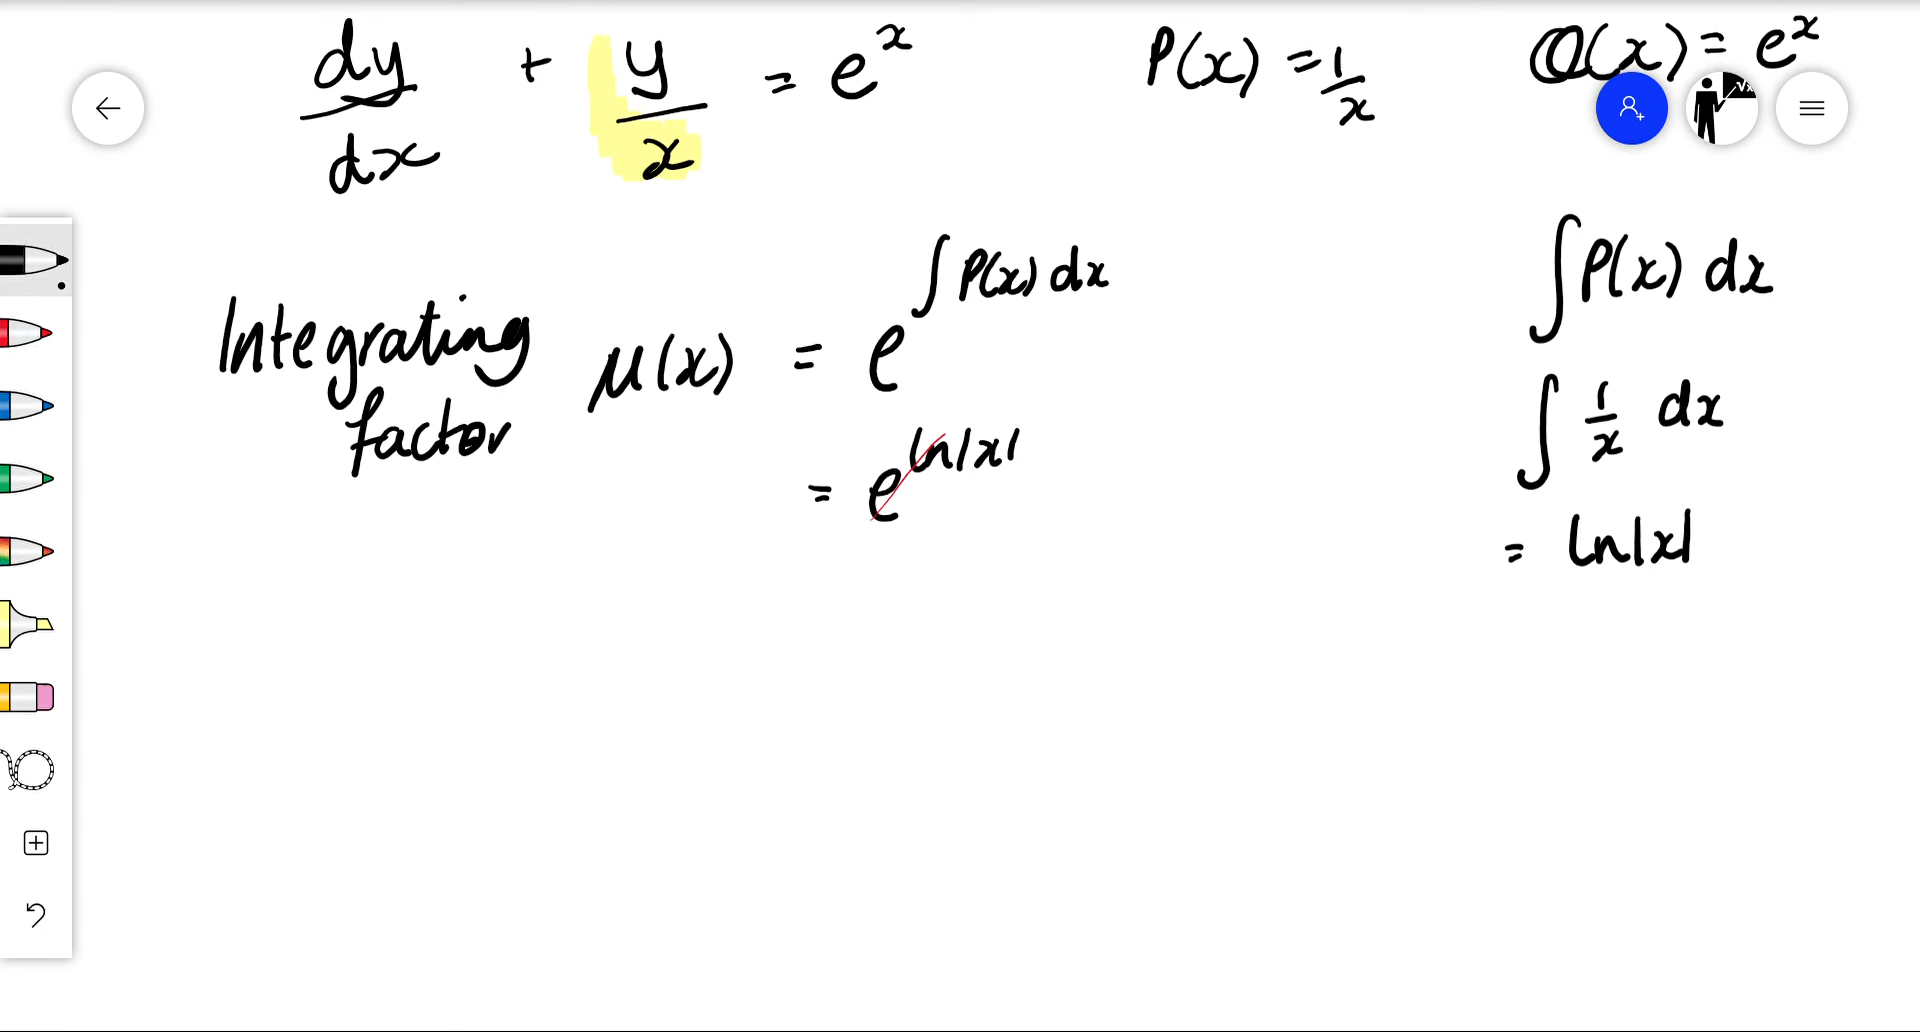 dy/dx + y/x = e^x
P(x) = 1/x
Q(x) = e^x
Integrating factor μ(x) = e^∫P(x) dx
= e^ln|x|
∫P(x) dx
∫ 1/x dx
= ln|x|